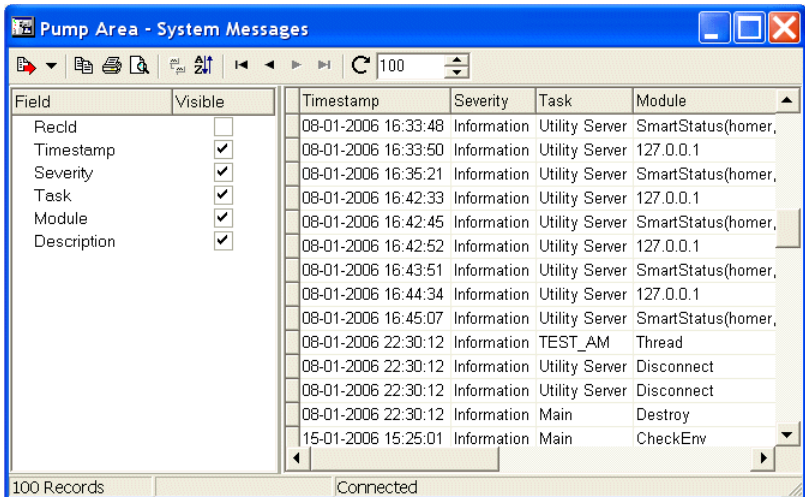 Pump Area - System Messages
100
Field Visible
RecId
Timestamp
Severity
Task
Module
Description
Timestamp Severity Task Module
08-01-2006 16:33:48 Information Utility Server SmartStatus(homer,
08-01-2006 16:33:50 Information Utility Server 127.0.0.1
08-01-2006 16:35:21 Information Utility Server SmartStatus(homer,
08-01-2006 16:42:33 Information Utility Server 127.0.0.1
08-01-2006 16:42:45 Information Utility Server SmartStatus(homer,
08-01-2006 16:42:52 Information Utility Server 127.0.0.1
08-01-2006 16:43:51 Information Utility Server SmartStatus(homer,
08-01-2006 16:44:34 Information Utility Server 127.0.0.1
08-01-2006 16:45:07 Information Utility Server SmartStatus(homer,
08-01-2006 22:30:12 Information TEST_AM Thread
08-01-2006 22:30:12 Information Utility Server Disconnect
08-01-2006 22:30:12 Information Utility Server Disconnect
08-01-2006 22:30:12 Information Main Destroy
15-01-2006 15:25:01 Information Main CheckEnv
100 Records Connected